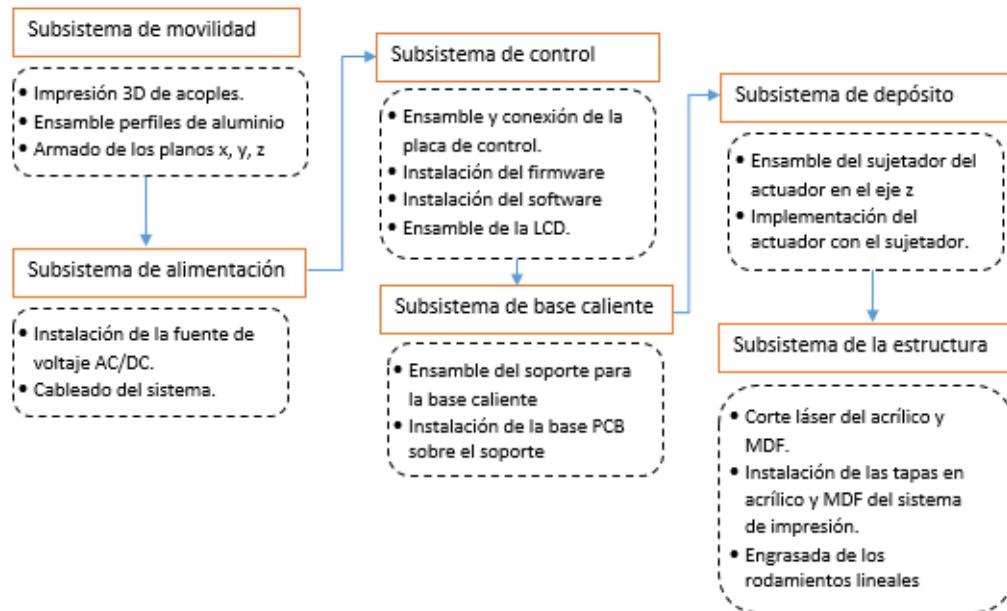 Subsistema de movilidad
• Impresión 3D de acoples.
• Ensamble perfiles de aluminio
• Armado de los planos x, y, z
Subsistema de alimentación
• Instalación de la fuente de
voltaje AC/DC.
• Cableado del sistema.
Subsistema de control
• Ensamble y conexión de la
placa de control.
• Instalación del firmware
• Instalación del software
• Ensamble de la LCD.
Subsistema de base caliente
• Ensamble del soporte para
la base caliente
• Instalación de la base PCB
sobre el soporte
Subsistema de depósito
• Ensamble del sujetador del
actuador en el eje z
• Implementación del
actuador con el sujetador.
Subsistema de la estructura
• Corte láser del acrílico y
MDF.
• Instalación de las tapas en
acrílico y MDF del sistema
de impresión.
• Engrasada de los
rodamientos lineales